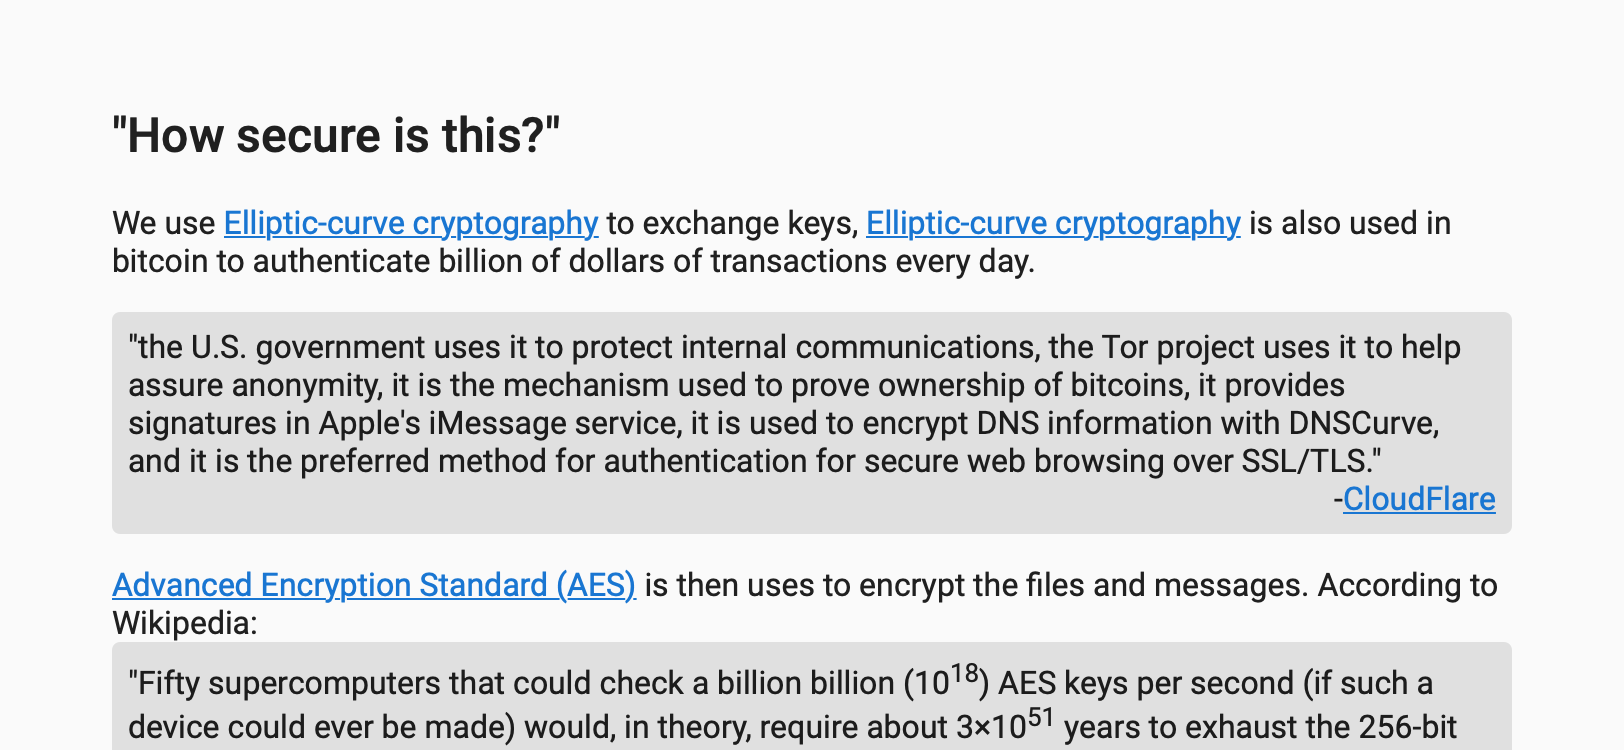 "How secure is this?"
We use Elliptic-curve cryptography to exchange keys, Elliptic-curve cryptography is also used in
bitcoin to authenticate billion of dollars of transactions every day.
"the U.S. government uses it to protect internal communications, the Tor project uses it to help
assure anonymity, it is the mechanism used to prove ownership of bitcoins, it provides
signatures in Apple's iMessage service, it is used to encrypt DNS information with DNSCurve,
and it is the preferred method for authentication for secure web browsing over SSL/TLS."
-CloudFlare
Advanced Encryption Standard (AES) is then uses to encrypt the files and messages. According to
Wikipedia:
"Fifty supercomputers that could check a billion billion (10¹⁸) AES keys per second (if such a
device could ever be made) would, in theory, require about 3×10⁵¹ years to exhaust the 256-bit